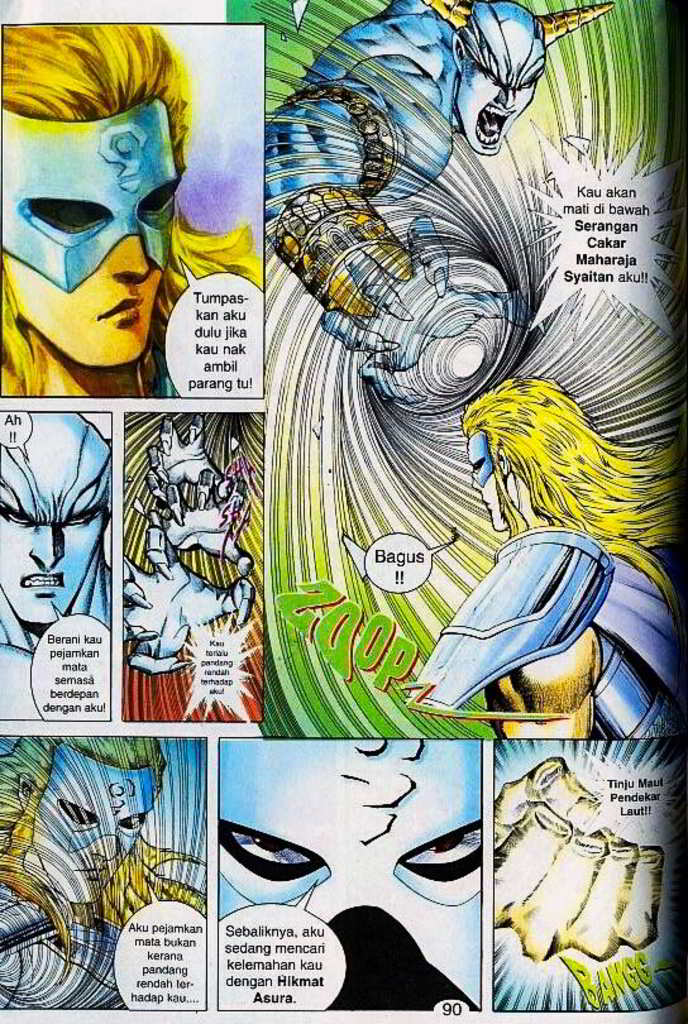 Tumpas-
kan aku
dulu jika
kau nak
ambil
parang tu!
Kau akan
mati di bawah
Serangan
Cakar
Maharaja
Syaitan aku!!
Bagus
!!
ZOOP
Ah
!!
Berani kau
pejamkan
mata
semasa
berdepan
dengan aku!
Kau
terlalu
pandang
rendah
terhadap
aku!
Aku pejamkan
mata bukan
kerana
pandang
rendah ter-
hadap kau....
Sebaliknya, aku
sedang mencari
kelemahan kau
dengan Hikmat
Asura.
Tinju Maut
Pendekar
Laut!!
BANGG
90